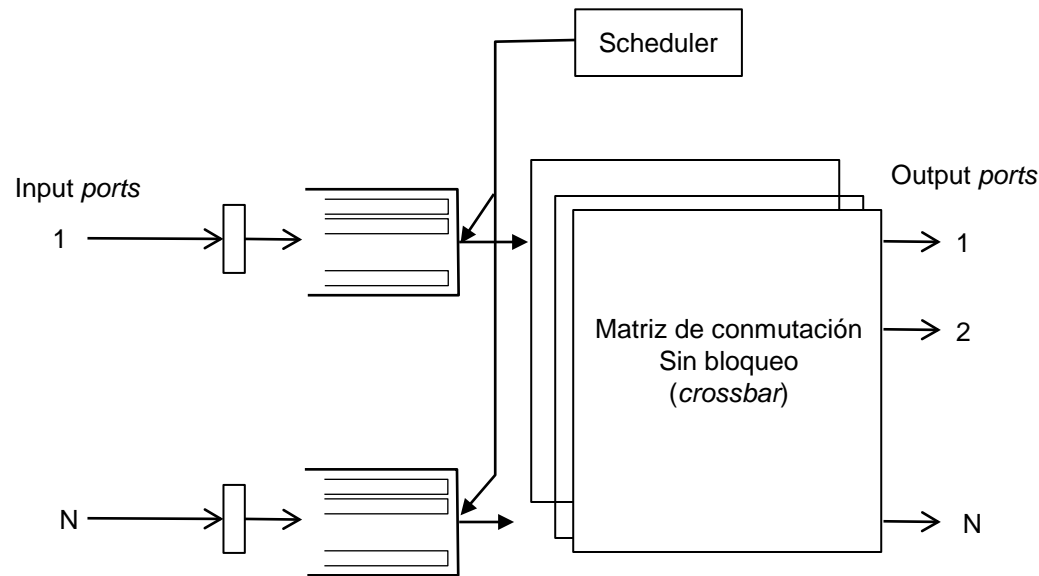 Scheduler
Input ports
Output ports
1
1
2
Matriz de conmutación
Sin bloqueo
(crossbar)
N
N